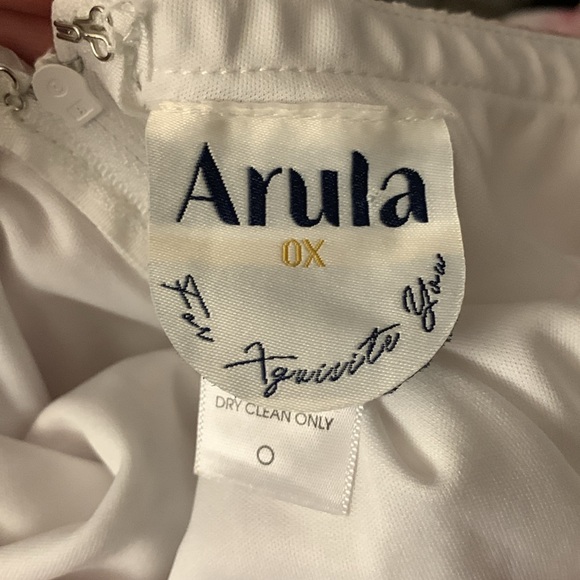 Arula
0X
For Xquisite You
DRY CLEAN ONLY